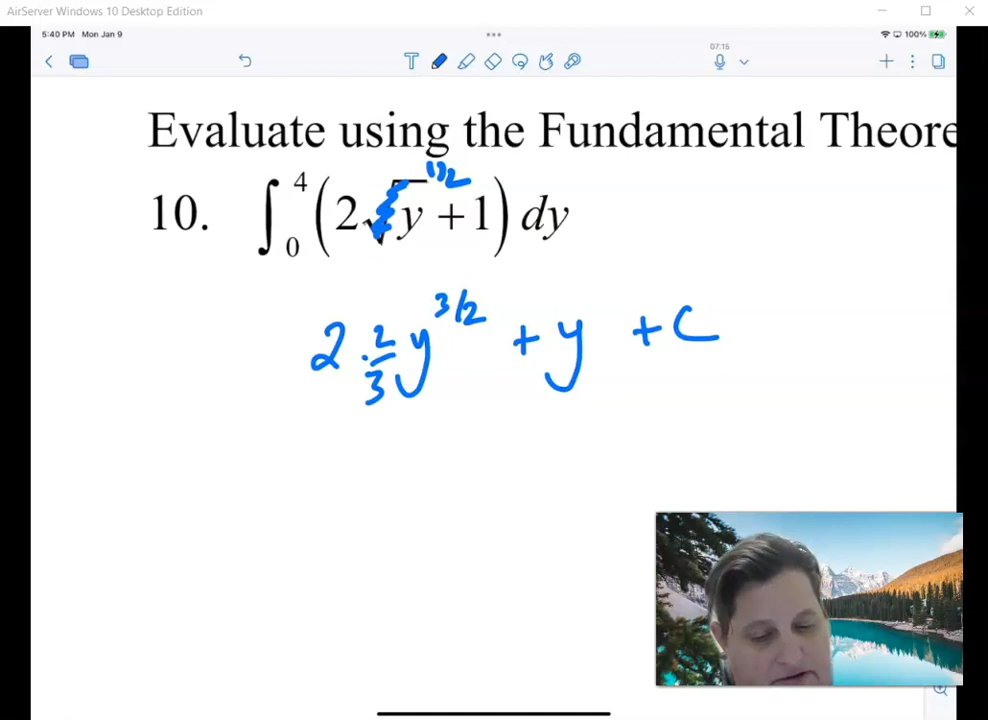 AirServer Windows 10 Desktop Edition
5:40 PM Mon Jan 9
100%
07:15
Evaluate using the Fundamental Theore
10. ∫₀⁴ (2√y^1/2 + 1) dy
2 · 2/3 y^3/2 + y + C